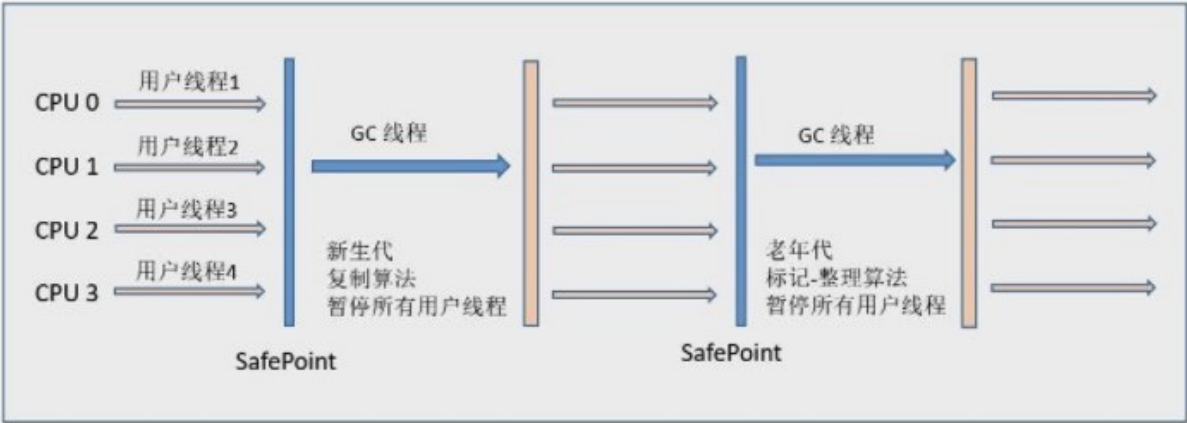 用户线程1
CPU 0
用户线程2
CPU 1
用户线程3
CPU 2
用户线程4
CPU 3
GC 线程
新生代
复制算法
暂停所有用户线程
SafePoint
GC 线程
老年代
标记-整理算法
暂停所有用户线程
SafePoint